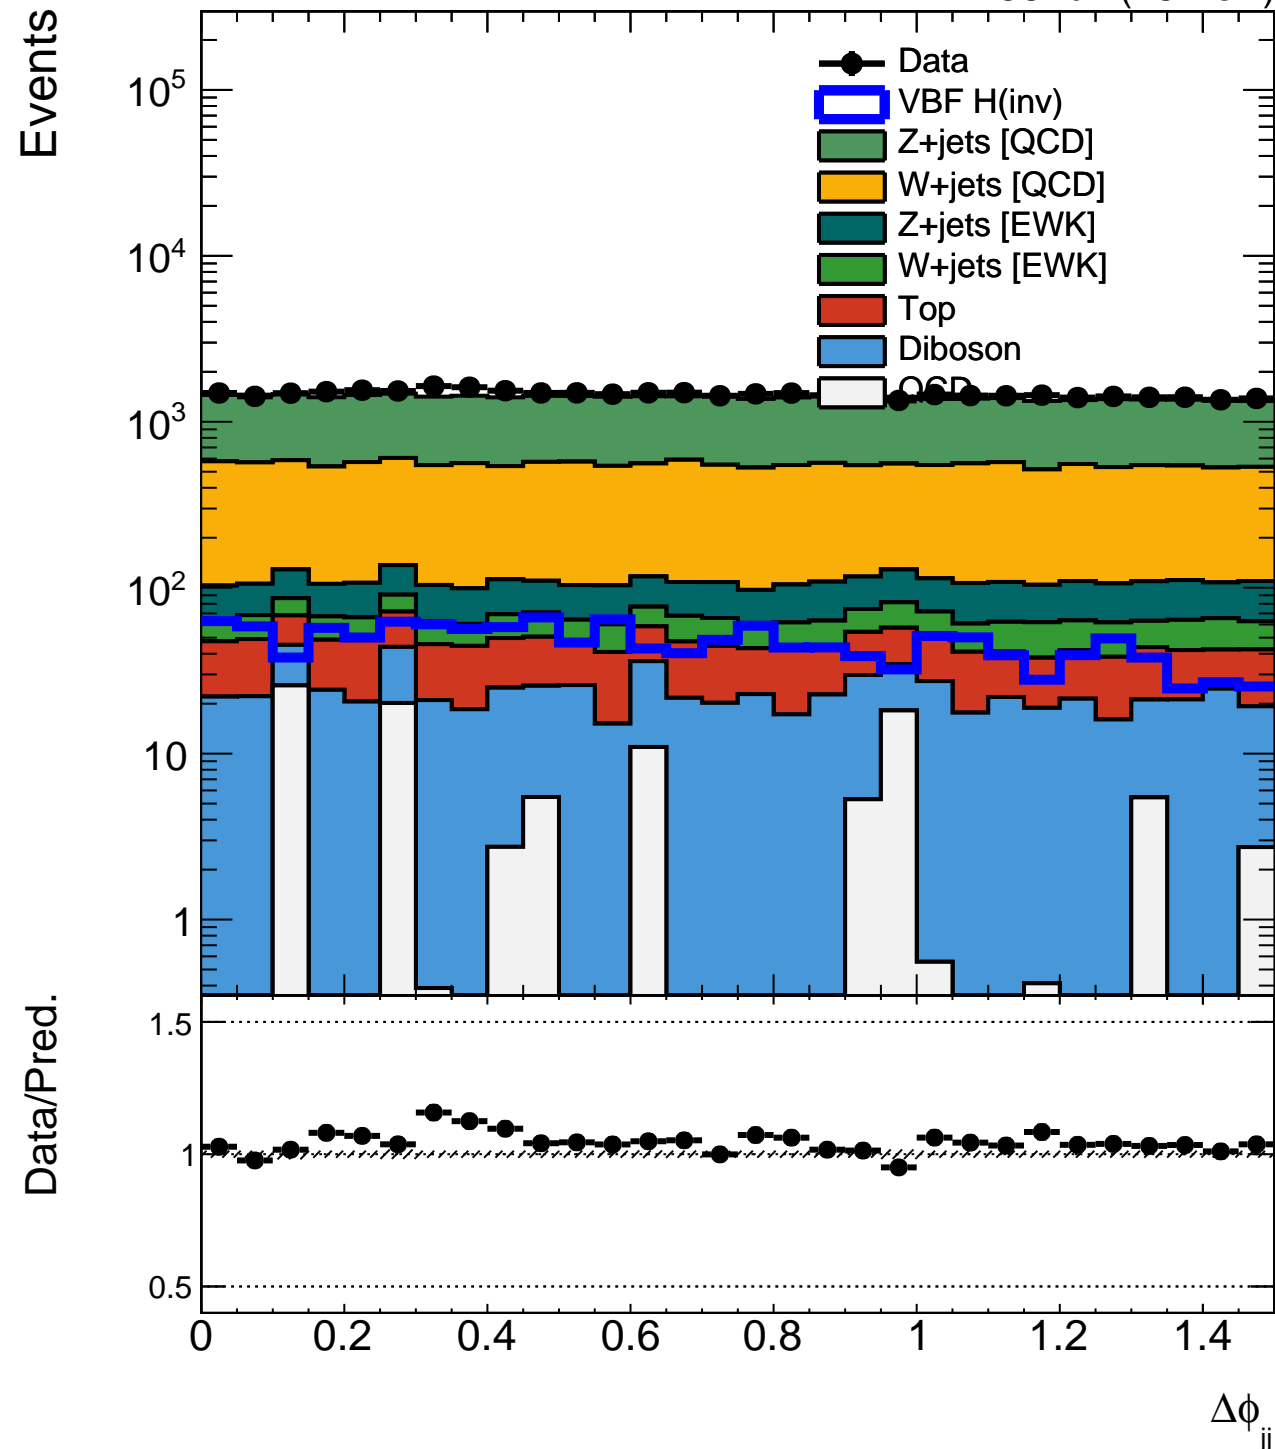 Events
10^5
10^4
10^3
10^2
10
1
Data
VBF H(inv)
Z+jets [QCD]
W+jets [QCD]
Z+jets [EWK]
W+jets [EWK]
Top
Diboson
QCD
Data/Pred.
1.5
1
0.5
0 0.2 0.4 0.6 0.8 1 1.2 1.4
Δϕ_jj